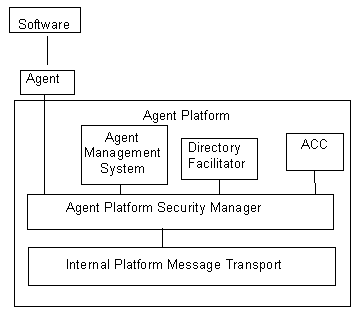 Software
Agent
Agent Platform
Agent
Management
System
Directory
Facilitator
ACC
Agent Platform Security Manager
Internal Platform Message Transport